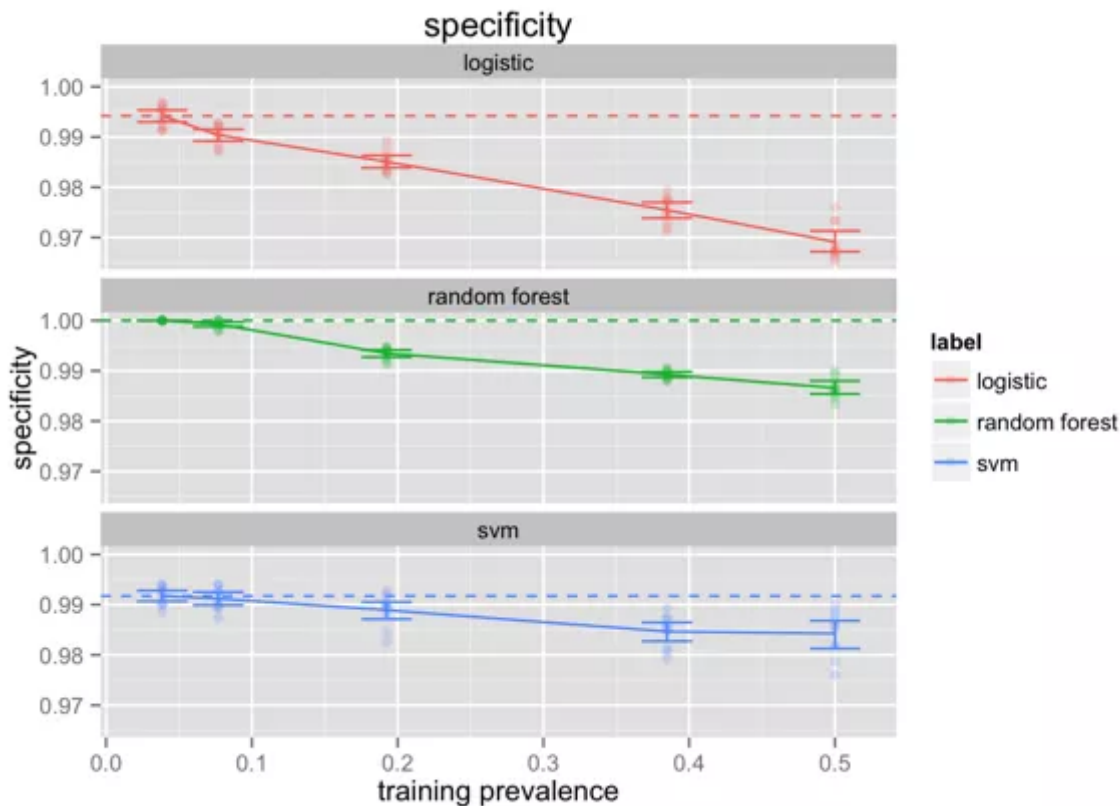 specificity
logistic
1.00
0.99
0.98
0.97
random forest
1.00
0.99
0.98
0.97
svm
1.00
0.99
0.98
0.97
specificity
0.0 0.1 0.2 0.3 0.4 0.5
training prevalence
label
logistic
random forest
svm